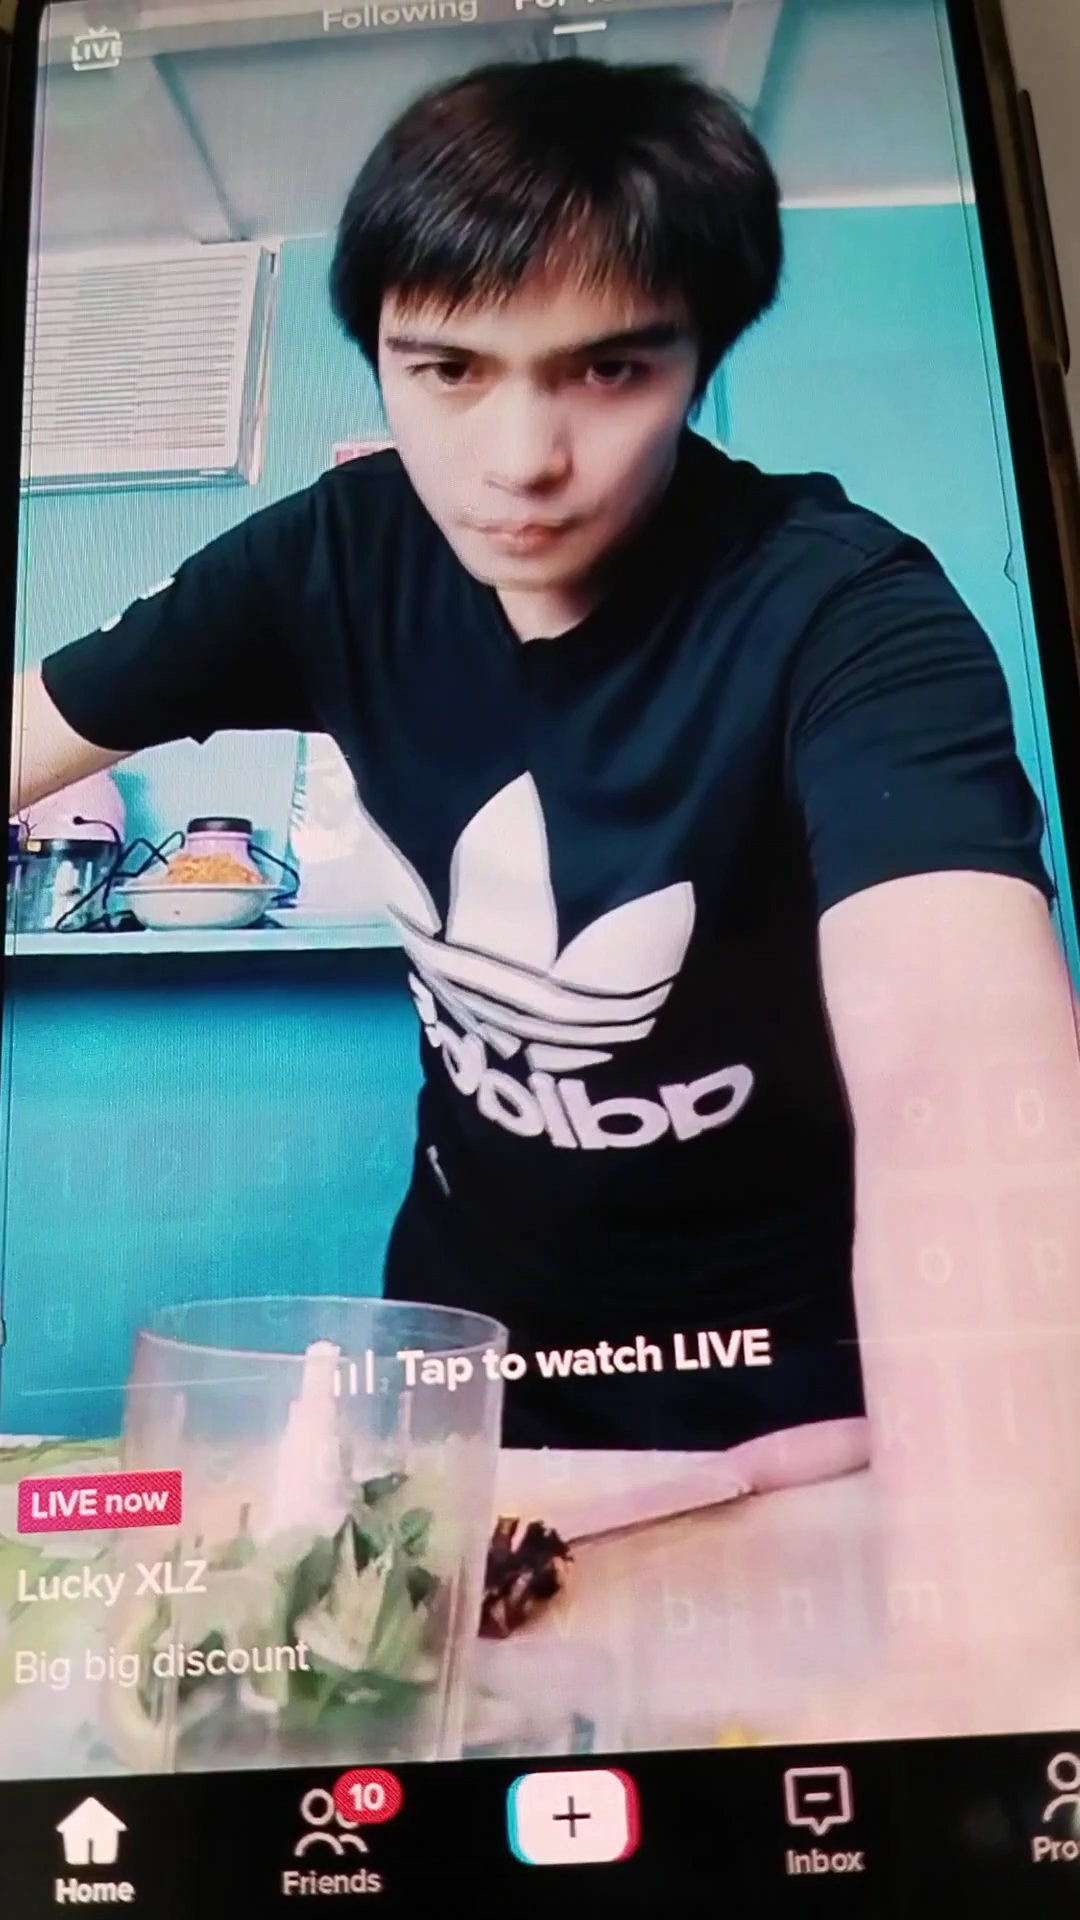 LIVE
Following
Tap to watch LIVE
LIVE now
Lucky XLZ
Big big discount
10
Home
Friends
Inbox